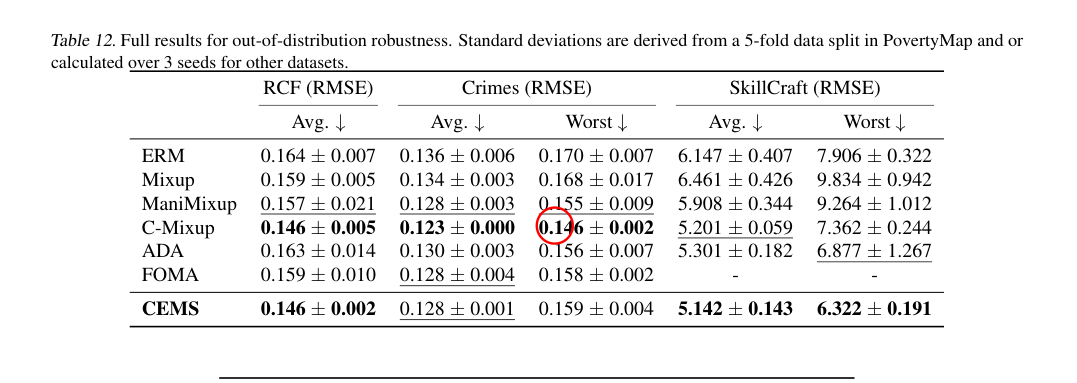 Table 12. Full results for out-of-distribution robustness. Standard deviations are derived from a 5-fold data split in PovertyMap and or
calculated over 3 seeds for other datasets.
RCF (RMSE) Crimes (RMSE) SkillCraft (RMSE)
Avg. ↓ Avg. ↓ Worst ↓ Avg. ↓ Worst ↓
ERM 0.164 ± 0.007 0.136 ± 0.006 0.170 ± 0.007 6.147 ± 0.407 7.906 ± 0.322
Mixup 0.159 ± 0.005 0.134 ± 0.003 0.168 ± 0.017 6.461 ± 0.426 9.834 ± 0.942
ManiMixup 0.157 ± 0.021 0.128 ± 0.003 0.155 ± 0.009 5.908 ± 0.344 9.264 ± 1.012
C-Mixup 0.146 ± 0.005 0.123 ± 0.000 0.146 ± 0.002 5.201 ± 0.059 7.362 ± 0.244
ADA 0.163 ± 0.014 0.130 ± 0.003 0.156 ± 0.007 5.301 ± 0.182 6.877 ± 1.267
FOMA 0.159 ± 0.010 0.128 ± 0.004 0.158 ± 0.002 - -
CEMS 0.146 ± 0.002 0.128 ± 0.001 0.159 ± 0.004 5.142 ± 0.143 6.322 ± 0.191